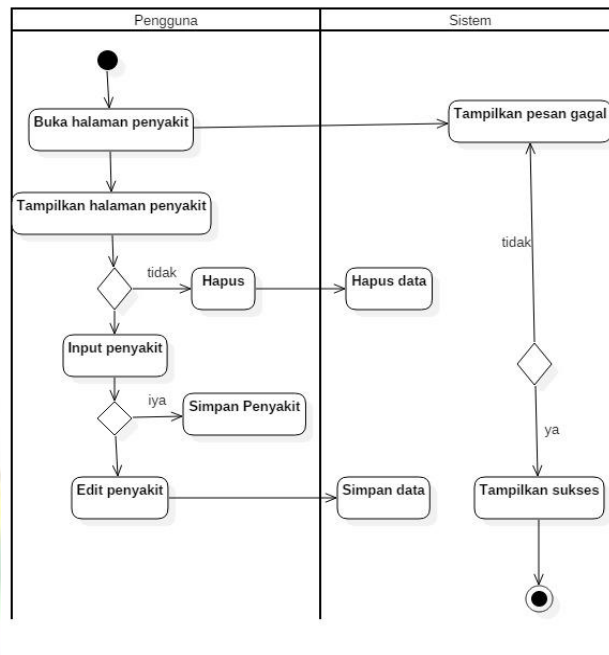 Pengguna
Sistem
Buka halaman penyakit
Tampilkan pesan gagal
Tampilkan halaman penyakit
tidak
tidak
Hapus
Hapus data
Input penyakit
iya
Simpan Penyakit
ya
Edit penyakit
Simpan data
Tampilkan sukses